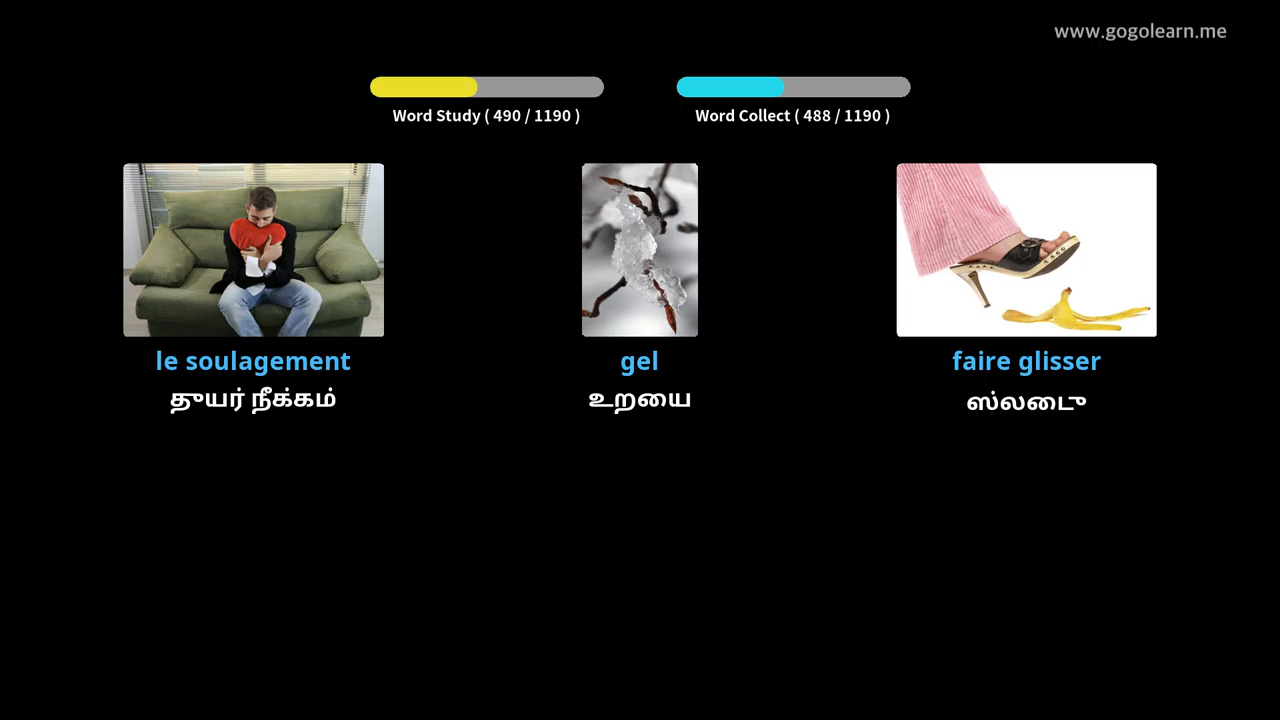 www.gogolearn.me
Word Study ( 490 / 1190 )
Word Collect ( 488 / 1190 )
le soulagement
gel
faire glisser
துயர் நீக்கம்
உறயை
ஸ்லடைு